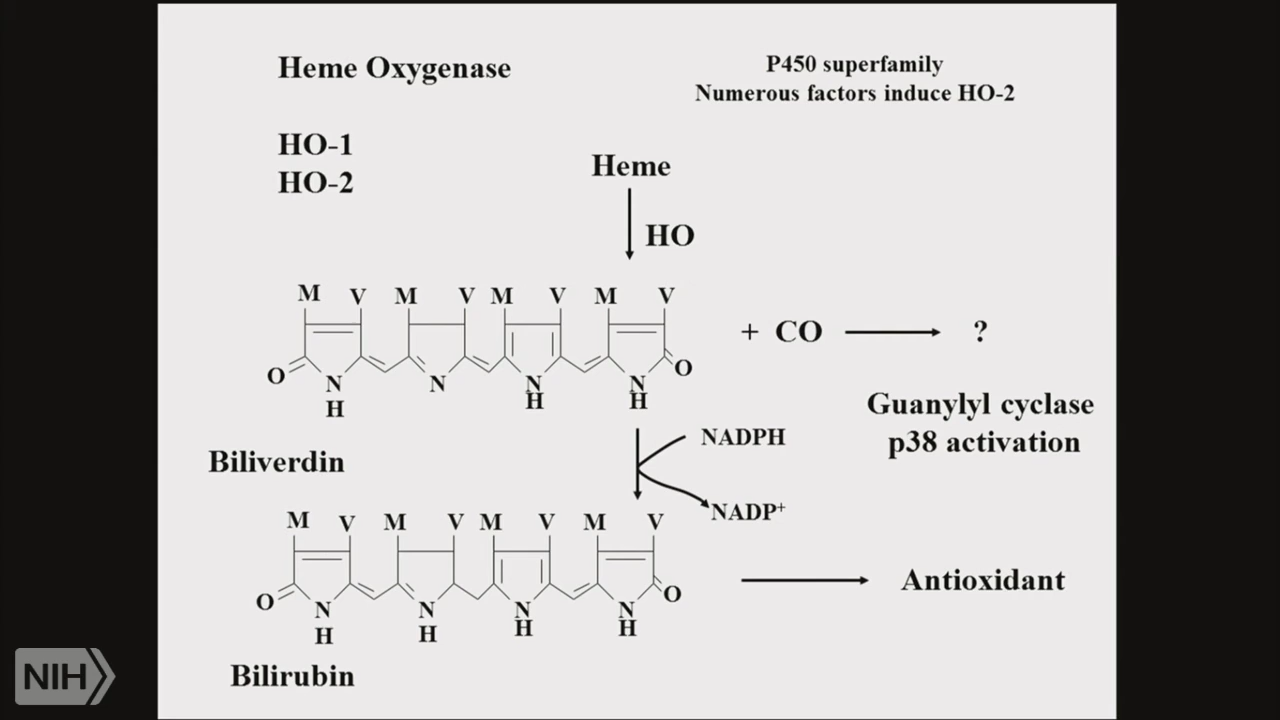 Heme Oxygenase
P450 superfamily
Numerous factors induce HO-2
HO-1
HO-2
Heme
HO
M V M V M V M V
O N H N N H N H O
+ CO ?
Guanylyl cyclase
p38 activation
NADPH
Biliverdin
NADP+
M V M V M V M V
O N H N H N H N H O
Antioxidant
Bilirubin
NIH